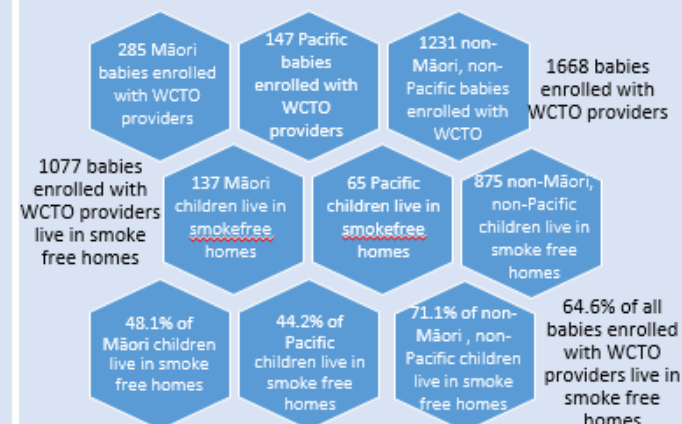 285 Māori
babies enrolled
with WCTO
providers
147 Pacific
babies
enrolled with
WCTO
providers
1231 non-
Māori, non-
Pacific babies
enrolled with
WCTO
1668 babies
enrolled with
WCTO providers
1077 babies
enrolled with
WCTO providers
live in smoke
free homes
137 Māori
children live in
smokefree
homes
65 Pacific
children live in
smokefree
homes
875 non-Māori,
non-Pacific
children live in
smoke free
homes
48.1% of
Māori children
live in smoke
free homes
44.2% of
Pacific
children live in
smoke free
homes
71.1% of non-
Māori , non-
Pacific children
live in smoke
free homes
64.6% of all
babies enrolled
with WCTO
providers live in
smoke free
homes